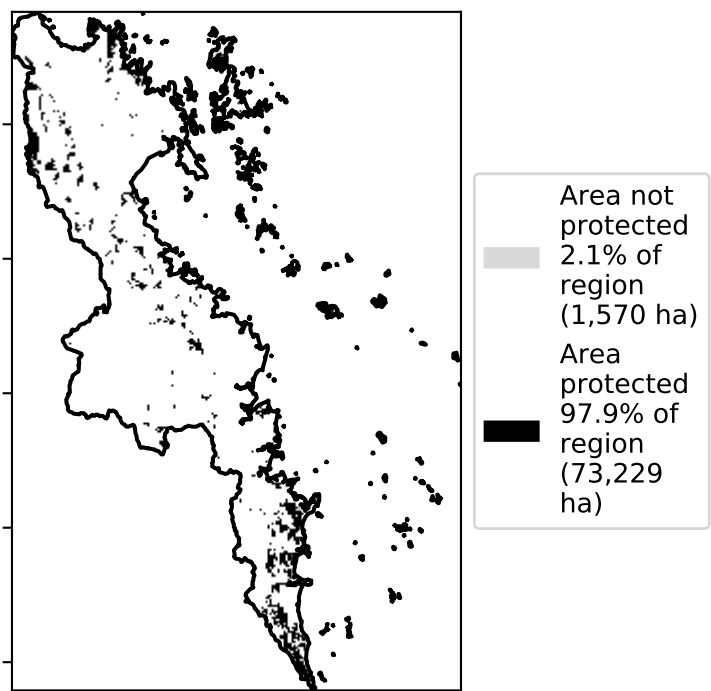 Area not
protected
2.1% of
region
(1,570 ha)
Area
protected
97.9% of
region
(73,229
ha)